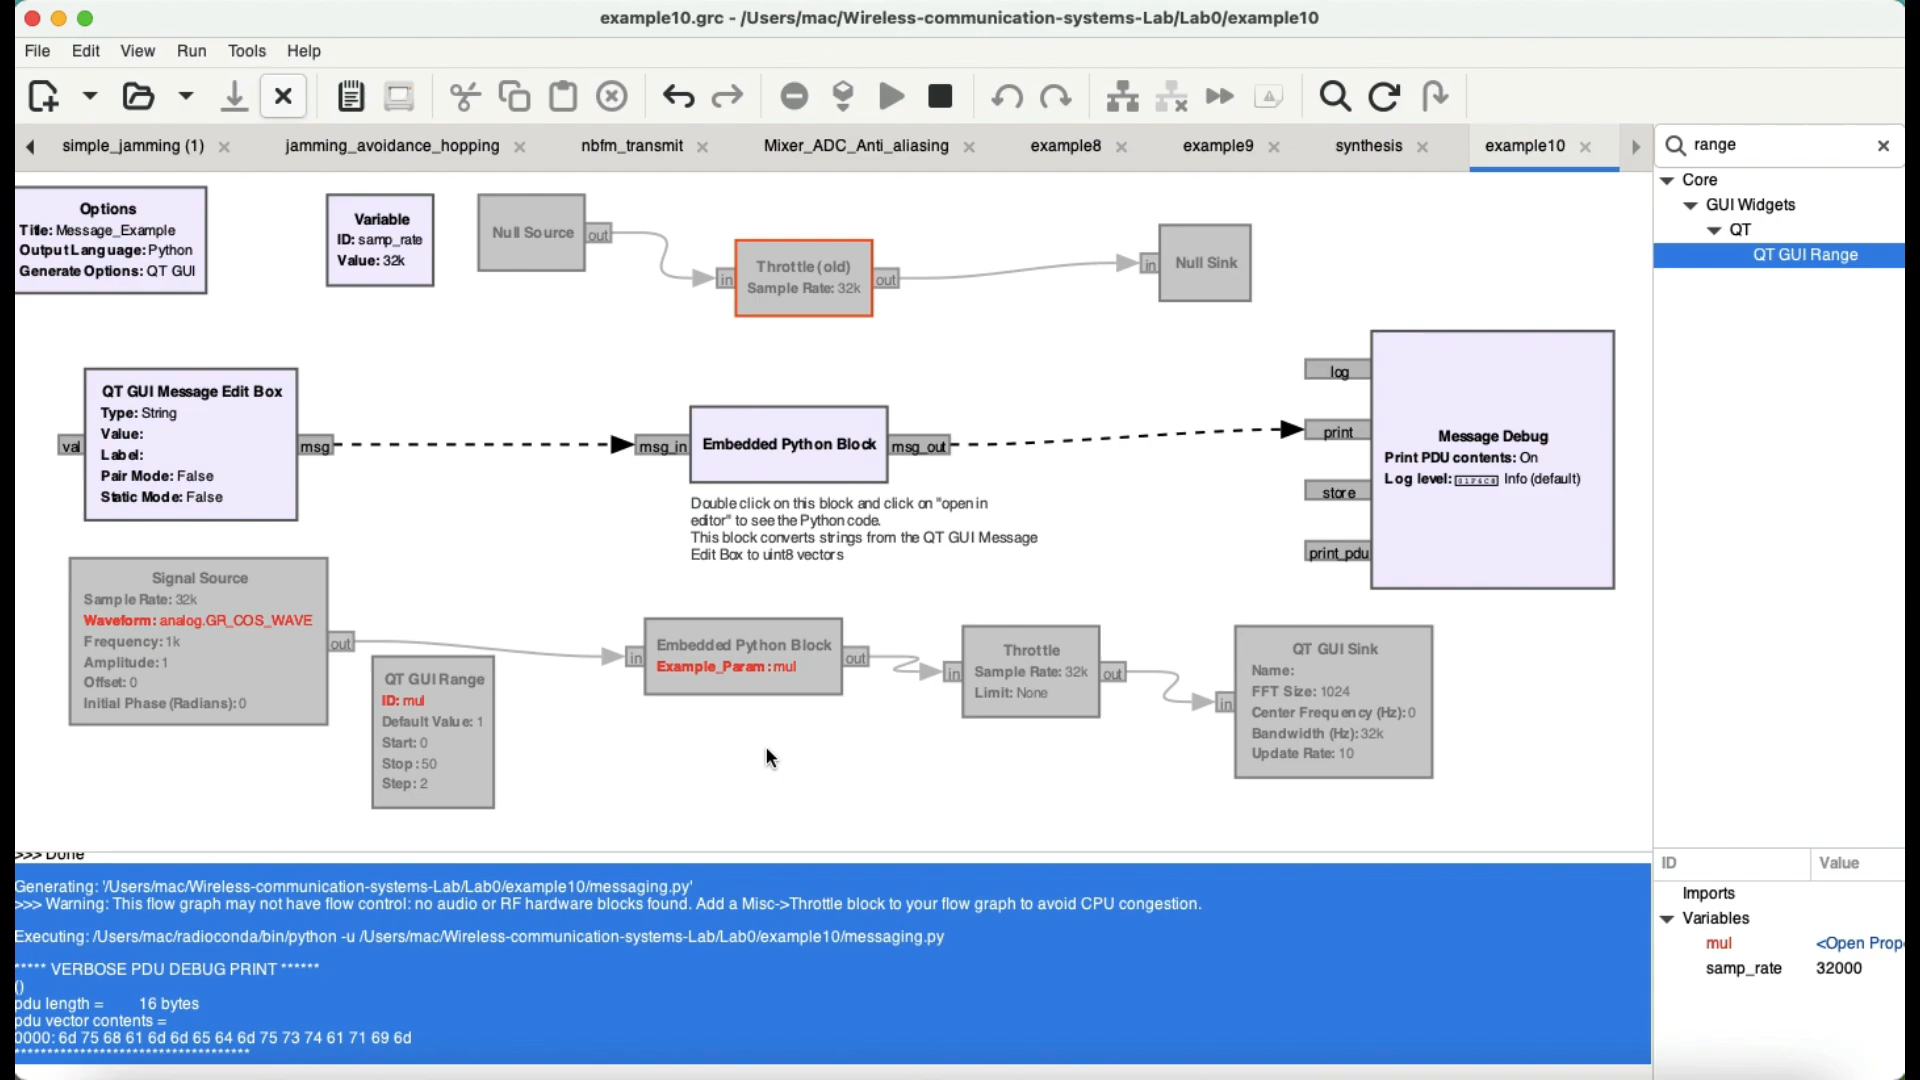 example10.grc - /Users/mac/Wireless-communication-systems-Lab/Lab0/example10
File Edit View Run Tools Help
simple_jamming (1) jamming_avoidance_hopping nbfm_transmit Mixer_ADC_Anti_aliasing example8 example9 synthesis example10
range
Core
GUI Widgets
QT
QT GUI Range
Options
Title: Message_Example
Output Language: Python
Generate Options: QT GUI
Variable
ID: samp_rate
Value: 32k
Null Source
out
in
Throttle (old)
Sample Rate: 32k
out
in
Null Sink
val
QT GUI Message Edit Box
Type: String
Value:
Label:
Pair Mode: False
Static Mode: False
msg
msg_in
Embedded Python Block
msg_out
Double click on this block and click on "open in
editor" to see the Python code.
This block converts strings from the QT GUI Message
Edit Box to uint8 vectors
log
print
store
print_pdu
Message Debug
Print PDU contents: On
Log level: Info (default)
Signal Source
Sample Rate: 32k
Waveform: analog.GR_COS_WAVE
Frequency: 1k
Amplitude: 1
Offset: 0
Initial Phase (Radians): 0
out
QT GUI Range
ID: mul
Default Value: 1
Start: 0
Stop: 50
Step: 2
in
Embedded Python Block
Example_Param: mul
out
in
Throttle
Sample Rate: 32k
Limit: None
out
in
QT GUI Sink
Name:
FFT Size: 1024
Center Frequency (Hz): 0
Bandwidth (Hz): 32k
Update Rate: 10
>>> Done
Generating: '/Users/mac/Wireless-communication-systems-Lab/Lab0/example10/messaging.py'
>>> Warning: This flow graph may not have flow control: no audio or RF hardware blocks found. Add a Misc->Throttle block to your flow graph to avoid CPU congestion.
Executing: /Users/mac/radioconda/bin/python -u /Users/mac/Wireless-communication-systems-Lab/Lab0/example10/messaging.py
***** VERBOSE PDU DEBUG PRINT ******
()
pdu length = 16 bytes
pdu vector contents =
0000: 6d 75 68 61 6d 6d 65 64 6d 75 73 74 61 71 69 6d
***********************************
ID Value
Imports
Variables
mul <Open Prop
samp_rate 32000